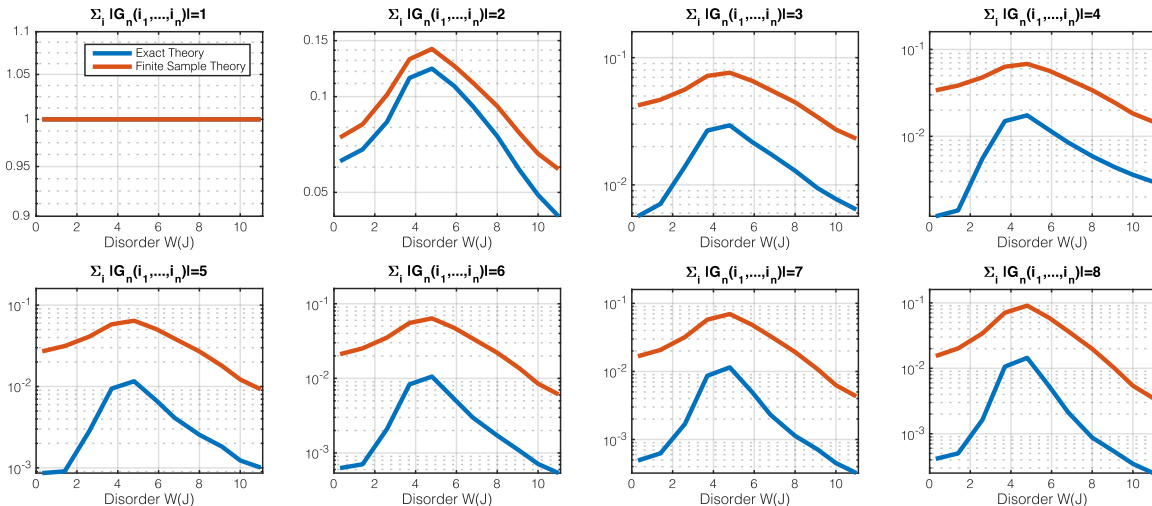 Σi |Gn(i1,...,in)|=1
1.1
1.05
1
0.95
0.9
Exact Theory
Finite Sample Theory
0 2 4 6 8 10
Disorder W(J)
Σi |Gn(i1,...,in)|=2
0.15
0.1
0.05
0 2 4 6 8 10
Disorder W(J)
Σi |Gn(i1,...,in)|=3
10-1
10-2
0 2 4 6 8 10
Disorder W(J)
Σi |Gn(i1,...,in)|=4
10-1
10-2
0 2 4 6 8 10
Disorder W(J)
Σi |Gn(i1,...,in)|=5
10-1
10-2
10-3
0 2 4 6 8 10
Disorder W(J)
Σi |Gn(i1,...,in)|=6
10-1
10-2
10-3
0 2 4 6 8 10
Disorder W(J)
Σi |Gn(i1,...,in)|=7
10-1
10-2
10-3
0 2 4 6 8 10
Disorder W(J)
Σi |Gn(i1,...,in)|=8
10-1
10-2
10-3
0 2 4 6 8 10
Disorder W(J)